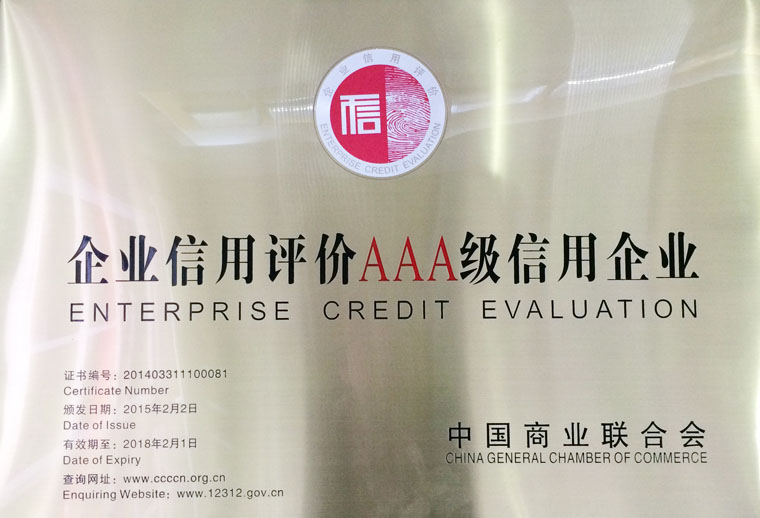 企业信用评价
信
ENTERPRISE CREDIT EVALUATION
企业信用评价AAA级信用企业
ENTERPRISE CREDIT EVALUATION
证书编号：201403311100081
Certificate Number
颁发日期：2015年2月2日
Date of Issue
有效期至：2018年2月1日
Date of Expiry
查询网址：www.ccccn.org.cn
Enquiring Website：www.12312.gov.cn
中国商业联合会
CHINA GENERAL CHAMBER OF COMMERCE